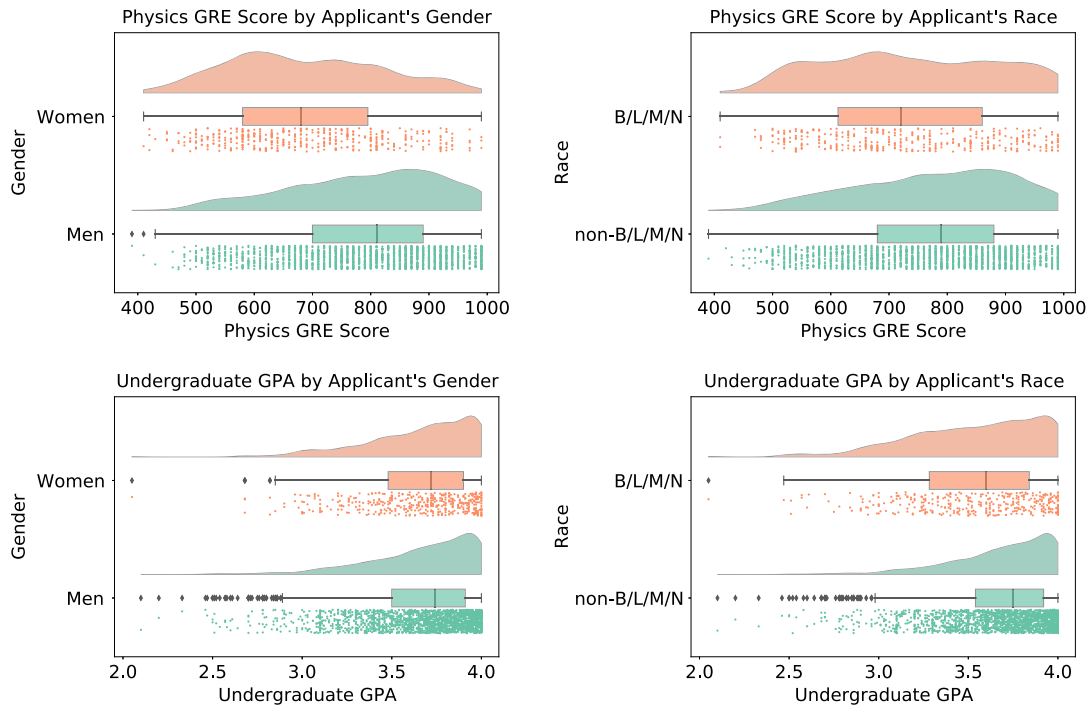 Physics GRE Score by Applicant's Gender
Gender
Women
Men
400 500 600 700 800 900 1000
Physics GRE Score
Physics GRE Score by Applicant's Race
Race
B/L/M/N
non-B/L/M/N
400 500 600 700 800 900 1000
Physics GRE Score
Undergraduate GPA by Applicant's Gender
Gender
Women
Men
2.0 2.5 3.0 3.5 4.0
Undergraduate GPA
Undergraduate GPA by Applicant's Race
Race
B/L/M/N
non-B/L/M/N
2.0 2.5 3.0 3.5 4.0
Undergraduate GPA